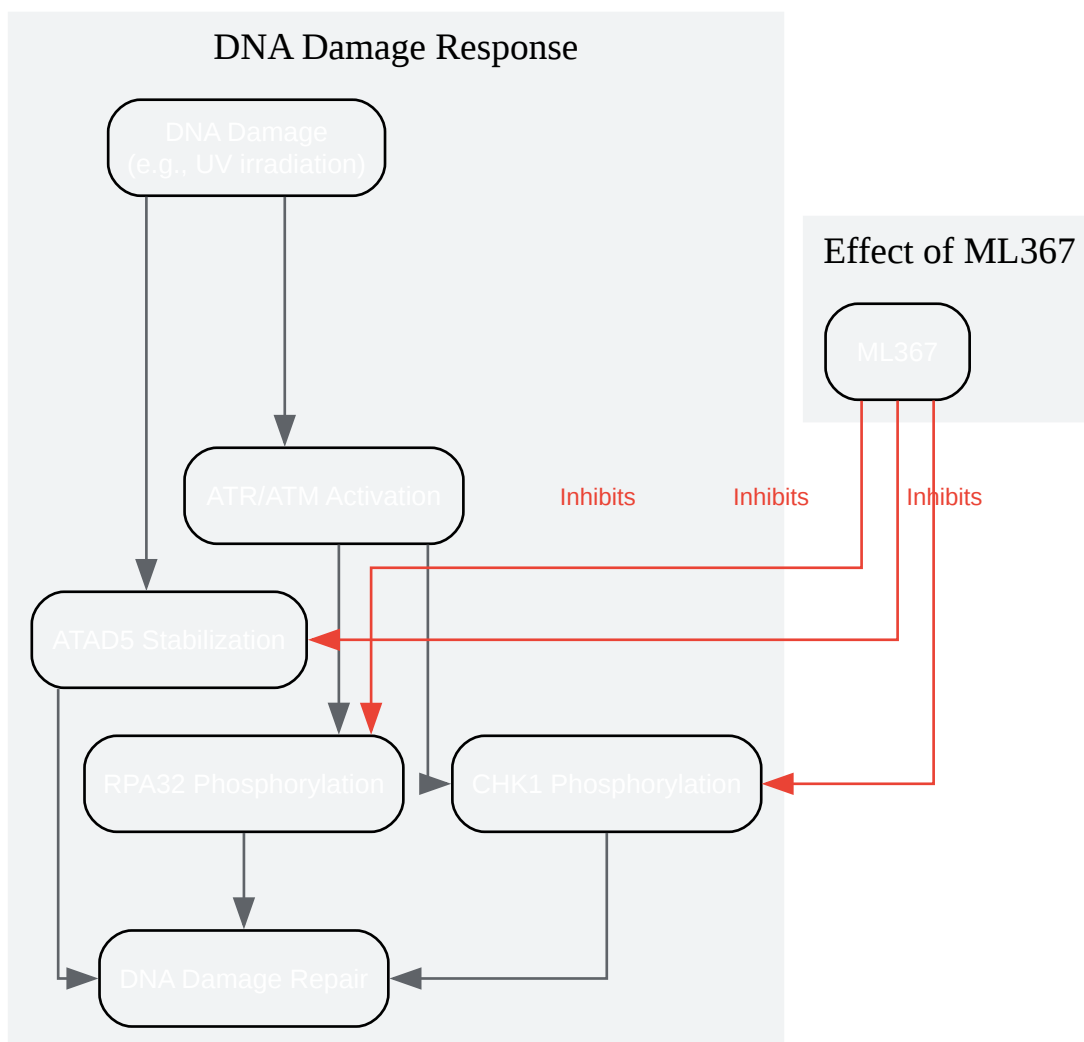 DNA Damage Response
DNA Damage
(e.g., UV irradiation)
Effect of ML367
ML367
ATR/ATM Activation
Inhibits
Inhibits
Inhibits
ATAD5 Stabilization
RPA32 Phosphorylation
CHK1 Phosphorylation
DNA Damage Repair